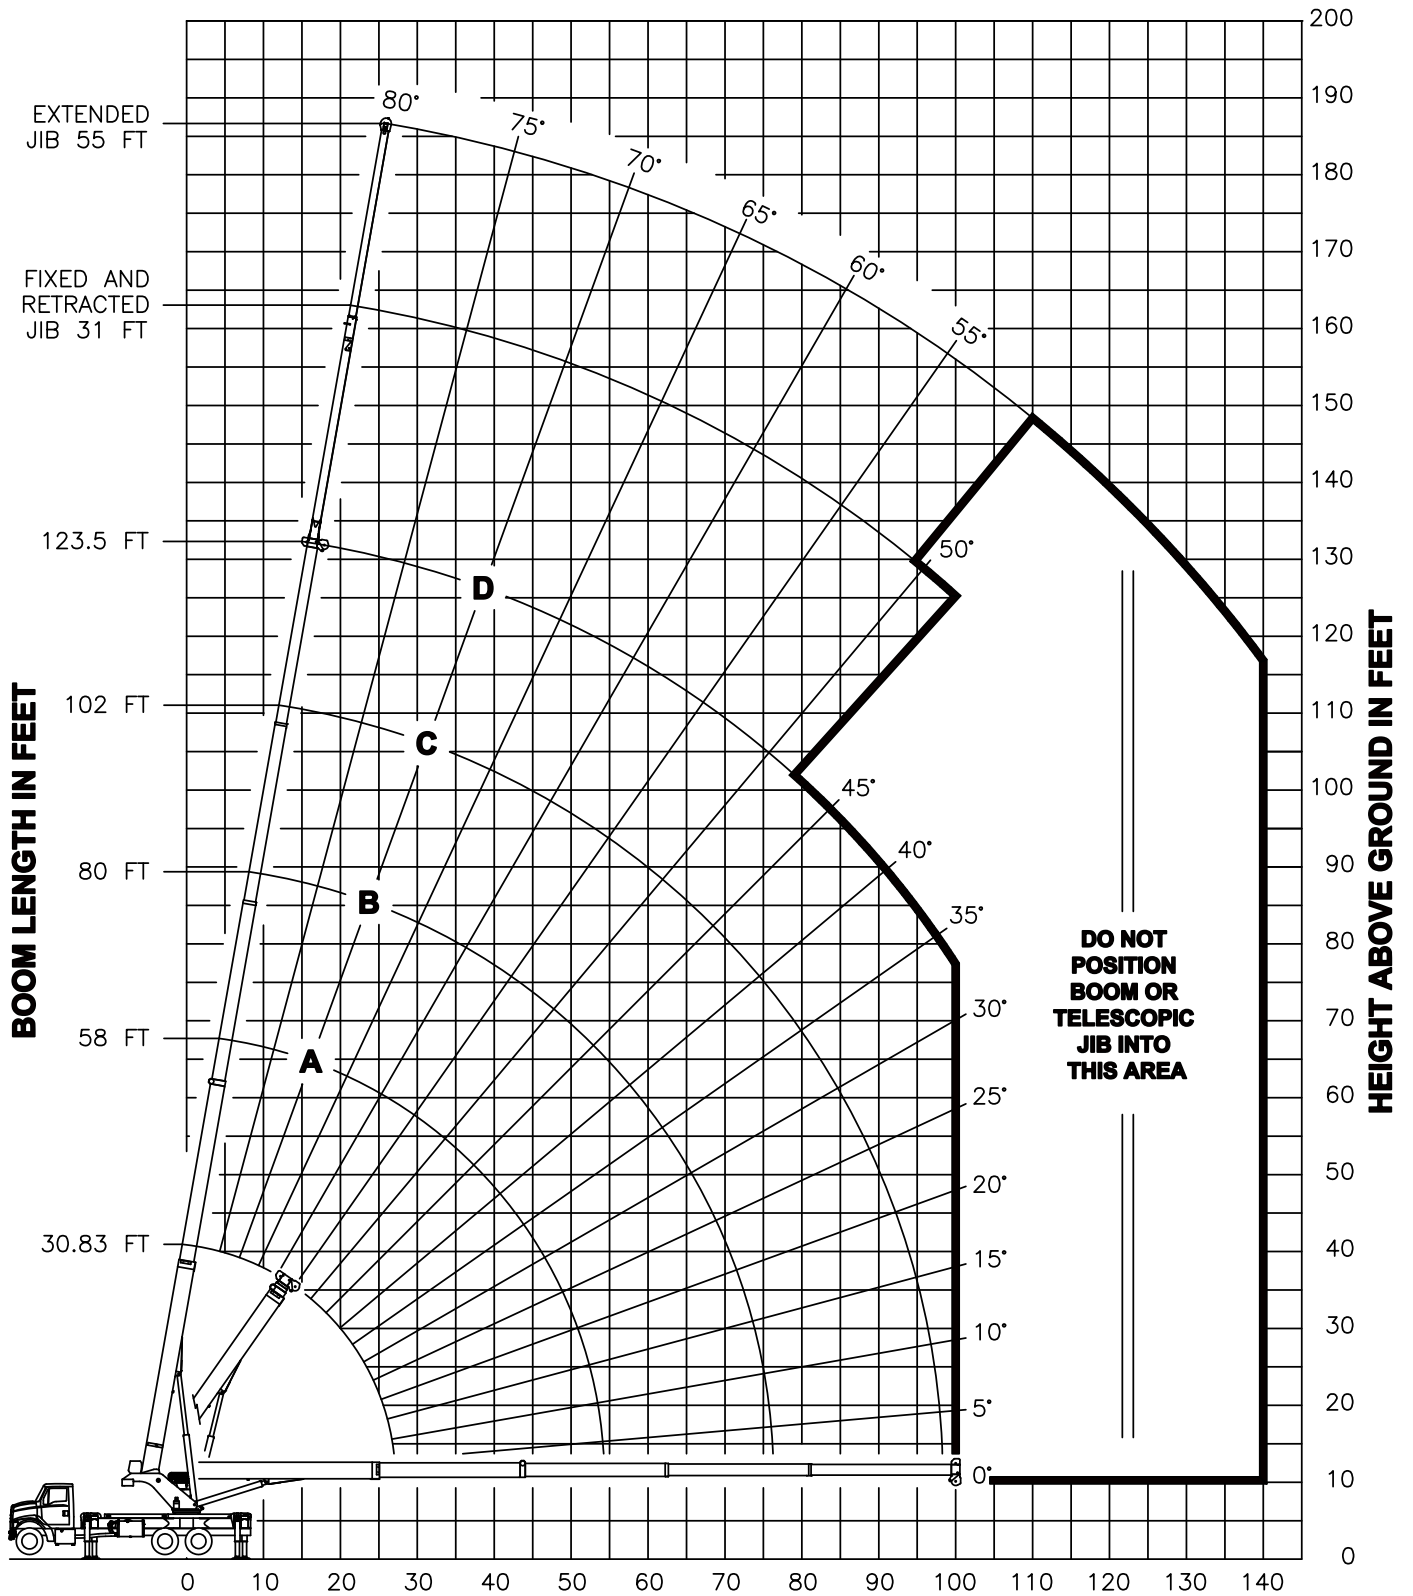 200
190
180
170
160
150
140
130
120
110
100
90
80
70
60
50
40
30
20
10
0
HEIGHT ABOVE GROUND IN FEET
EXTENDED
JIB 55 FT
FIXED AND
RETRACTED
JIB 31 FT
123.5 FT
102 FT
80 FT
58 FT
30.83 FT
BOOM LENGTH IN FEET
80°
75°
70°
65°
60°
55°
50°
45°
40°
35°
30°
25°
20°
15°
10°
5°
0°
D
C
B
A
DO NOT
POSITION
BOOM OR
TELESCOPIC
JIB INTO
THIS AREA
0 10 20 30 40 50 60 70 80 90 100 110 120 130 140